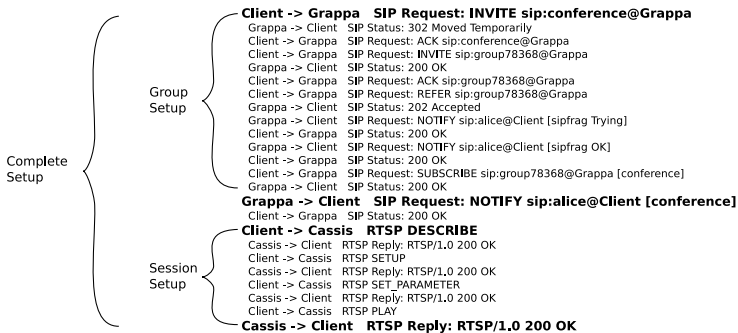 Client -> Grappa SIP Request: INVITE sip:conference@Grappa
Grappa -> Client SIP Status: 302 Moved Temporarily
Client -> Grappa SIP Request: ACK sip:conference@Grappa
Client -> Grappa SIP Request: INVITE sip:group78368@Grappa
Grappa -> Client SIP Status: 200 OK
Client -> Grappa SIP Request: ACK sip:group78368@Grappa
Client -> Grappa SIP Request: REFER sip:group78368@Grappa
Grappa -> Client SIP Status: 202 Accepted
Client -> Grappa SIP Request: NOTIFY sip:alice@Client [sipfrag Trying]
Client -> Grappa SIP Status: 200 OK
Grappa -> Client SIP Request: NOTIFY sip:alice@Client [sipfrag OK]
Client -> Grappa SIP Status: 200 OK
Client -> Grappa SIP Request: SUBSCRIBE sip:group78368@Grappa [conference]
Grappa -> Client SIP Status: 200 OK
Grappa -> Client SIP Request: NOTIFY sip:alice@Client [conference]
Client -> Grappa SIP Status: 200 OK
Client -> Cassis RTSP DESCRIBE
Cassis -> Client RTSP Reply: RTSP/1.0 200 OK
Client -> Cassis RTSP SETUP
Cassis -> Client RTSP Reply: RTSP/1.0 200 OK
Client -> Cassis RTSP SET_PARAMETER
Cassis -> Client RTSP Reply: RTSP/1.0 200 OK
Client -> Cassis RTSP PLAY
Cassis -> Client RTSP Reply: RTSP/1.0 200 OK
Group
Setup
Complete
Setup
Session
Setup